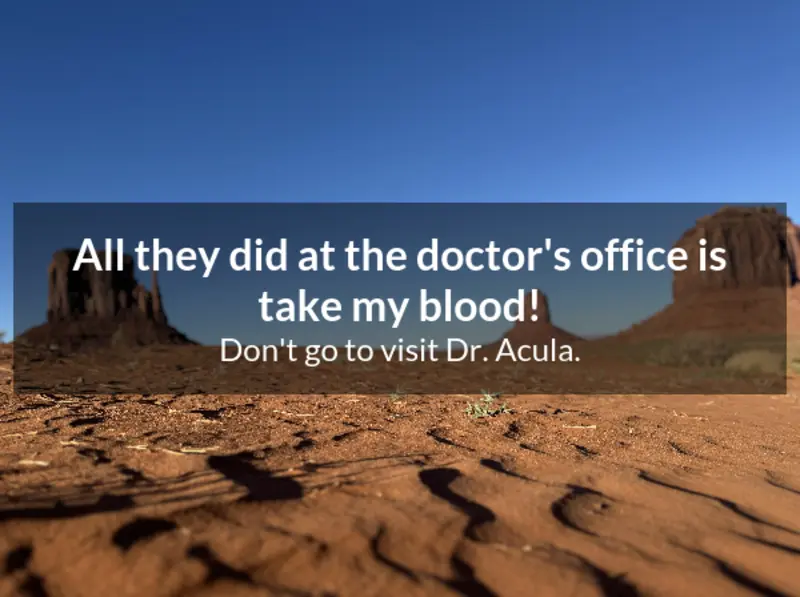 All they did at the doctor's office is
take my blood!
Don't go to visit Dr. Acula.